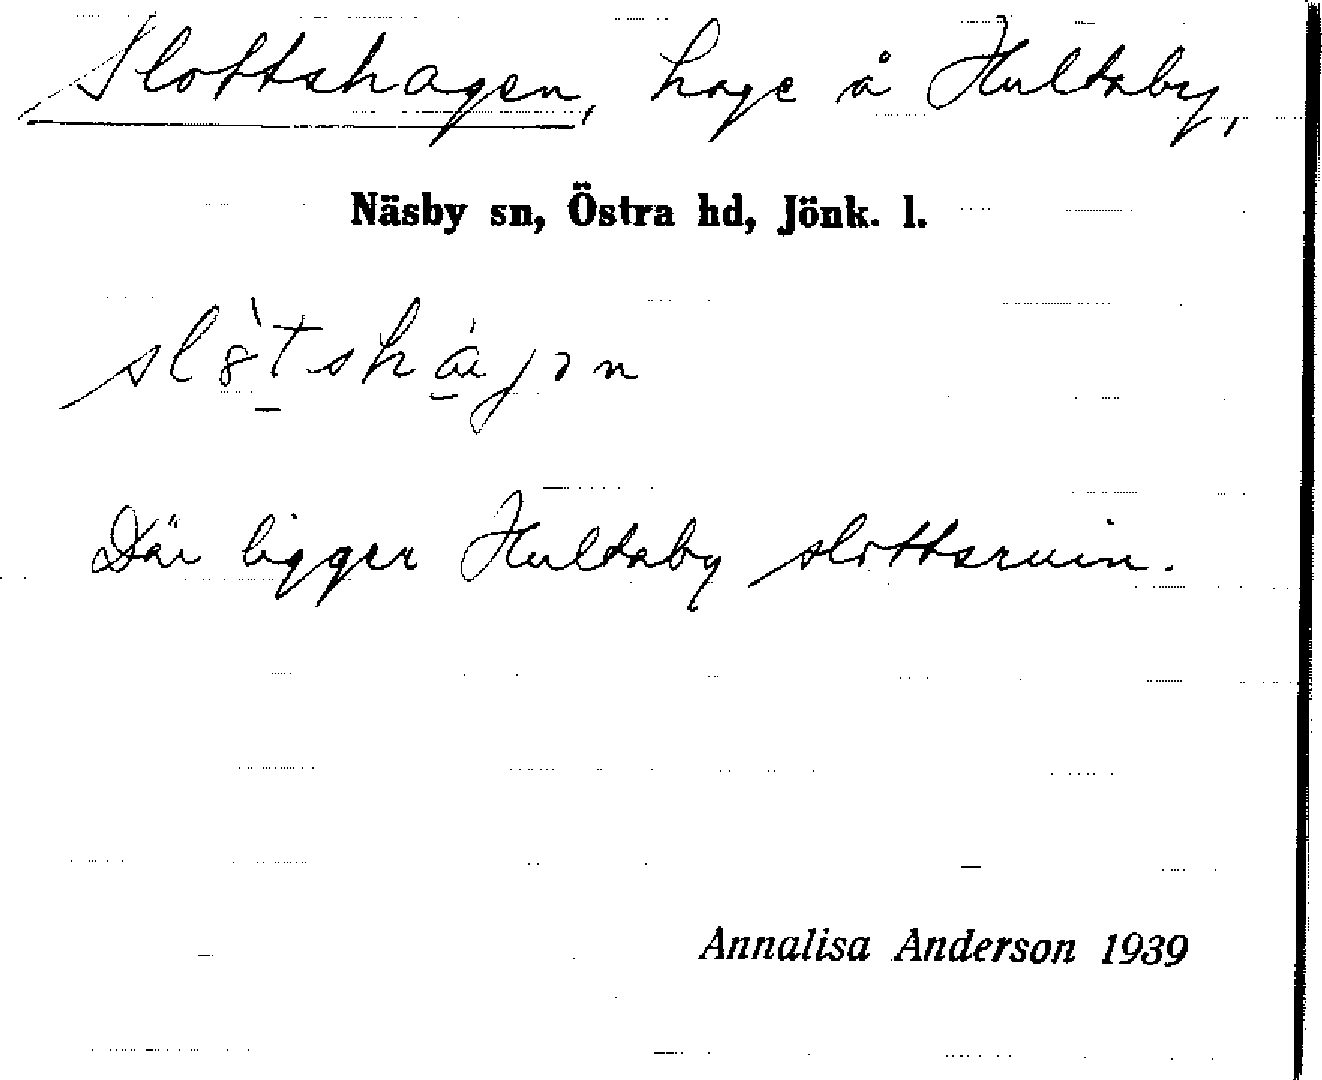 Slottshagen, hage å Hultaby,
Näsby sn, Östra hd, Jönk. l.
Där ligger Hultaby slottsruin.
Annalisa Anderson 1939